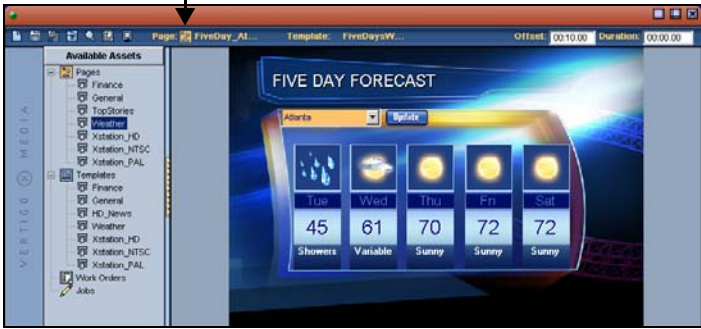 Page: FiveDay_At... Template: FiveDaysW... Offset: 00:10.00 Duration: 00:00.00
Available Assets
Pages
Finance
General
TopStories
Weather
Xstation_HD
Xstation_NTSC
Xstation_PAL
Templates
Finance
General
HD_News
Weather
Xstation_HD
Xstation_NTSC
Xstation_PAL
Work Orders
Jobs
VERTIGO X MEDIA
FIVE DAY FORECAST
Atlanta Update
Tue Wed Thu Fri Sat
45 61 70 72 72
Showers Variable Sunny Sunny Sunny